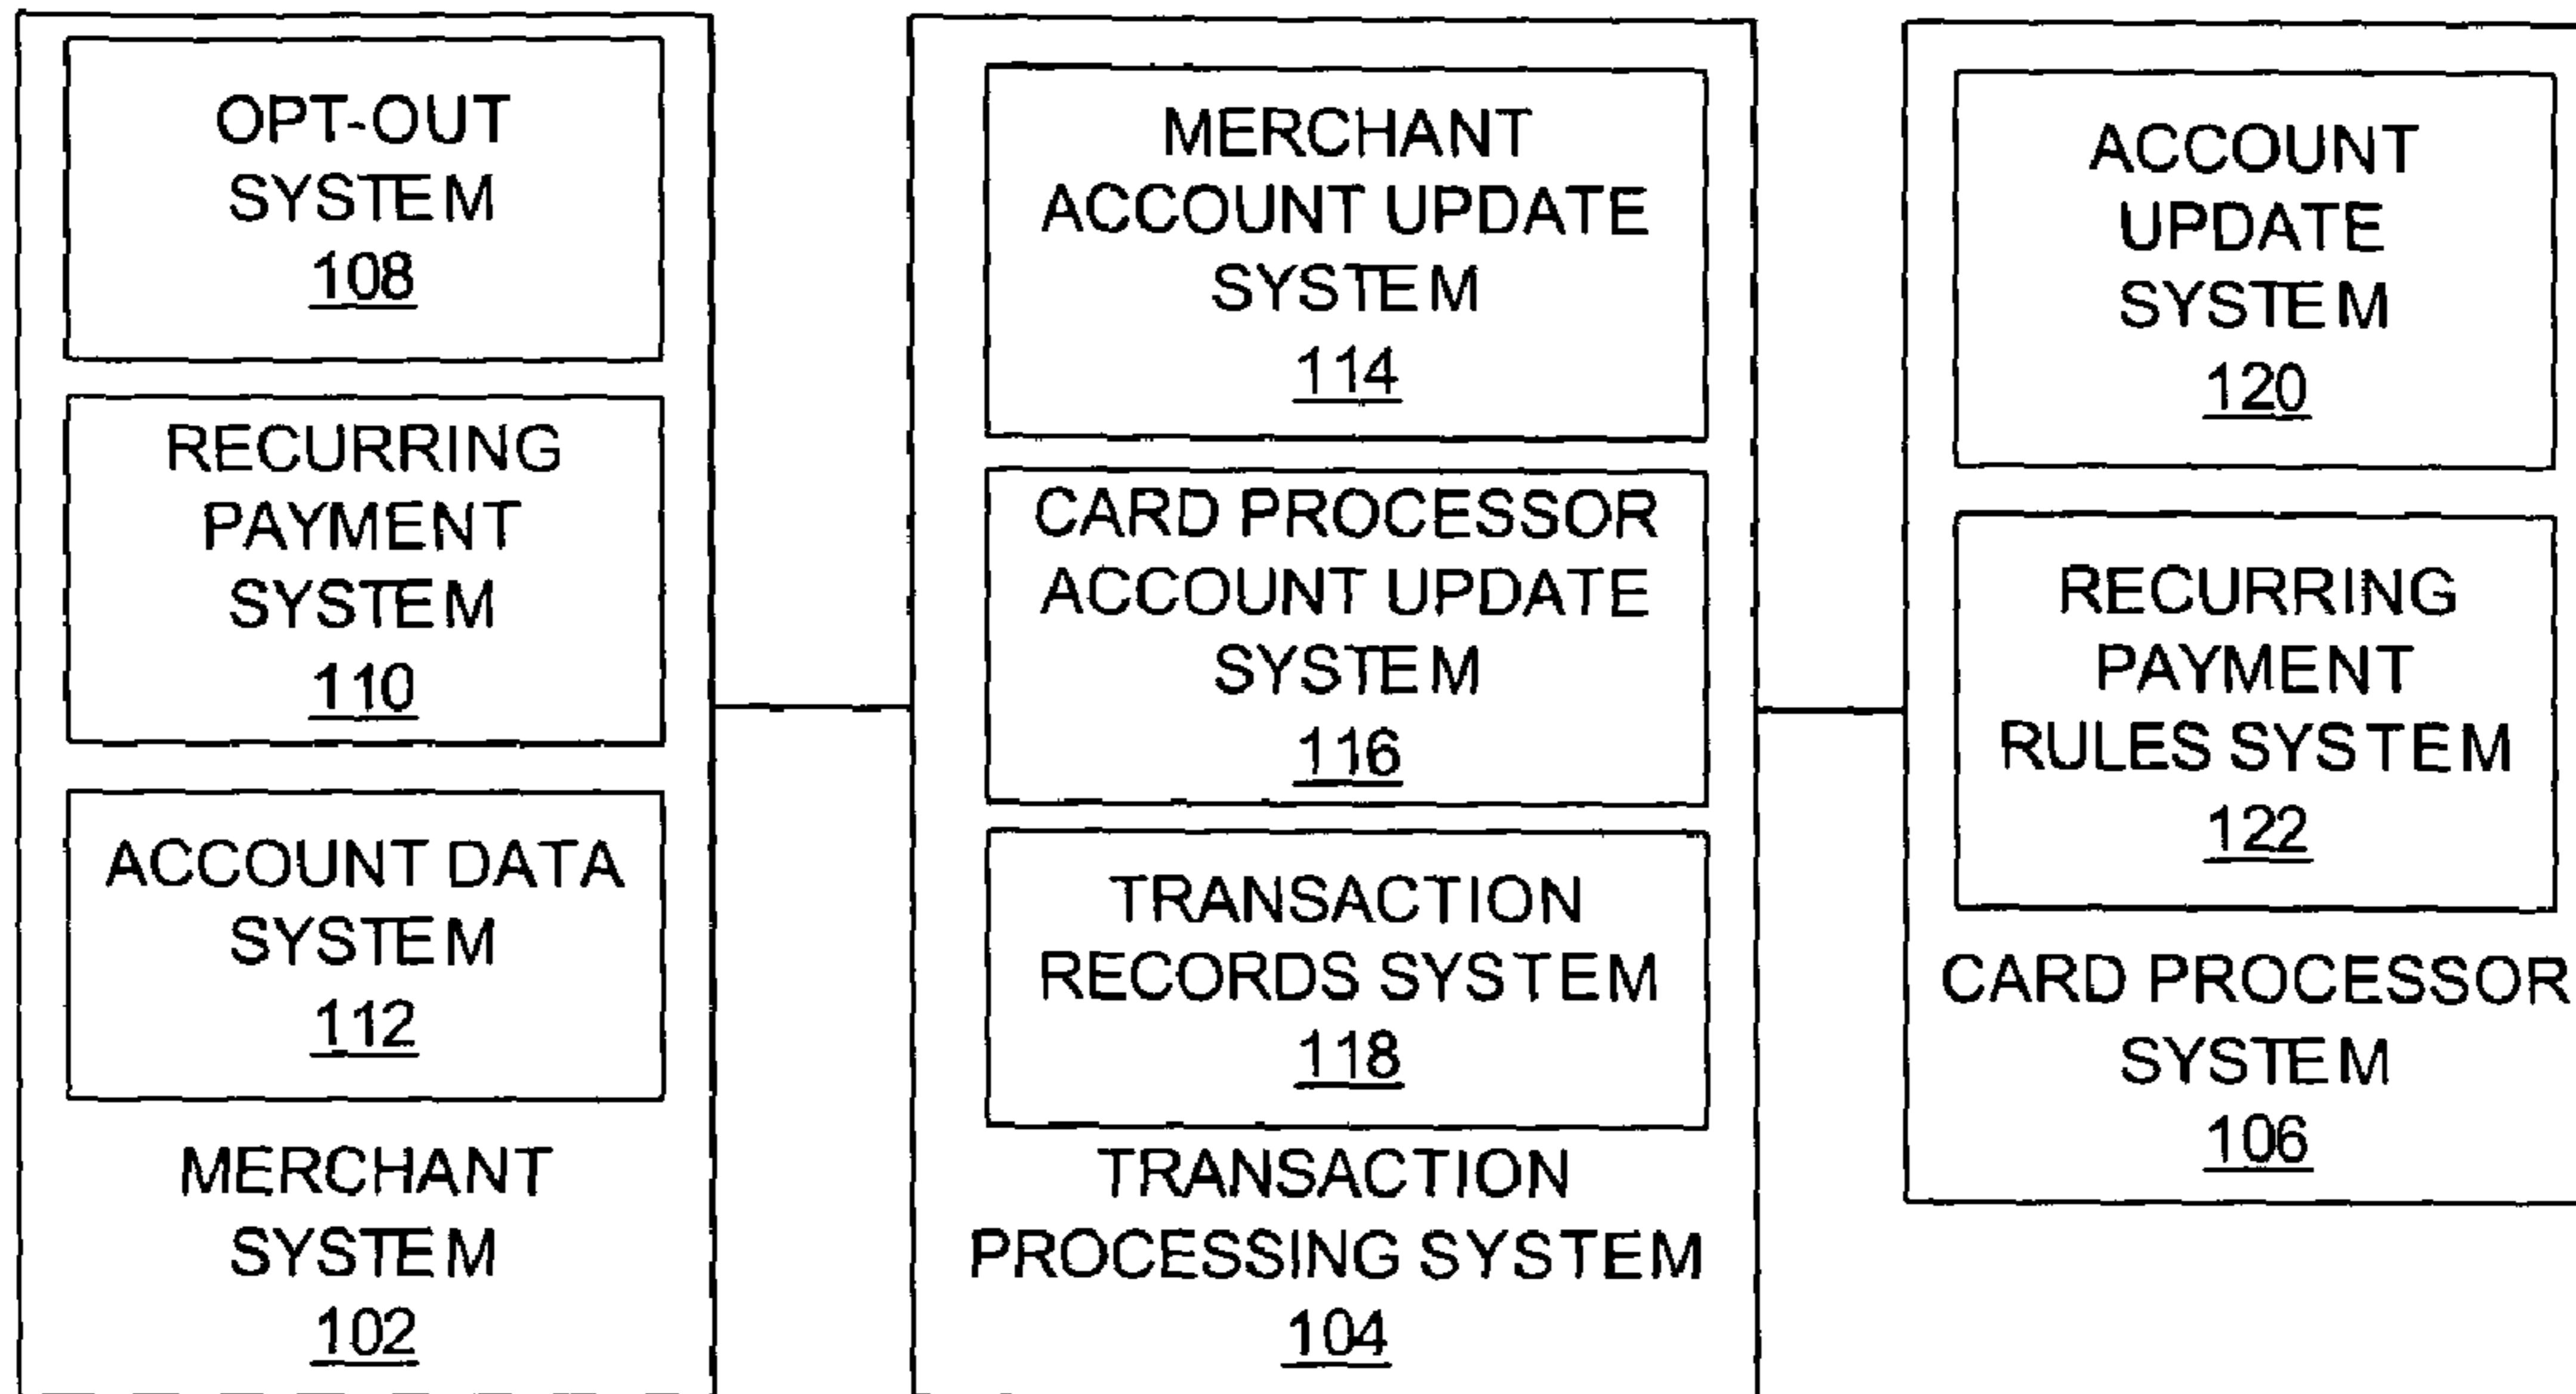 OPT-OUT
SYSTEM
108
RECURRING
PAYMENT
SYSTEM
110
ACCOUNT DATA
SYSTEM
112
MERCHANT
SYSTEM
102
MERCHANT
ACCOUNT UPDATE
SYSTEM
114
CARD PROCESSOR
ACCOUNT UPDATE
SYSTEM
116
TRANSACTION
RECORDS SYSTEM
118
TRANSACTION
PROCESSING SYSTEM
104
ACCOUNT
UPDATE
SYSTEM
120
RECURRING
PAYMENT
RULES SYSTEM
122
CARD PROCESSOR
SYSTEM
106